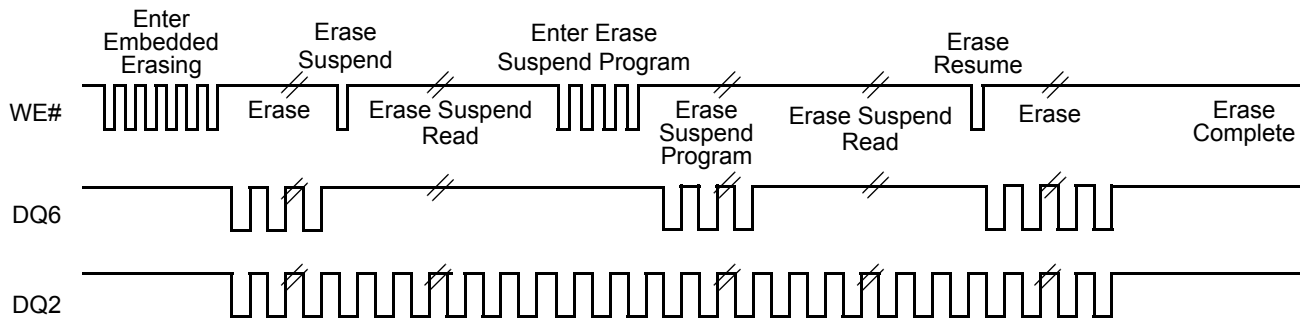 Enter
Embedded
Erasing
Erase
Suspend
Enter Erase
Suspend Program
Erase
Resume
WE#
Erase
Erase Suspend
Read
Erase
Suspend
Program
Erase Suspend
Read
Erase
Erase
Complete
DQ6
DQ2